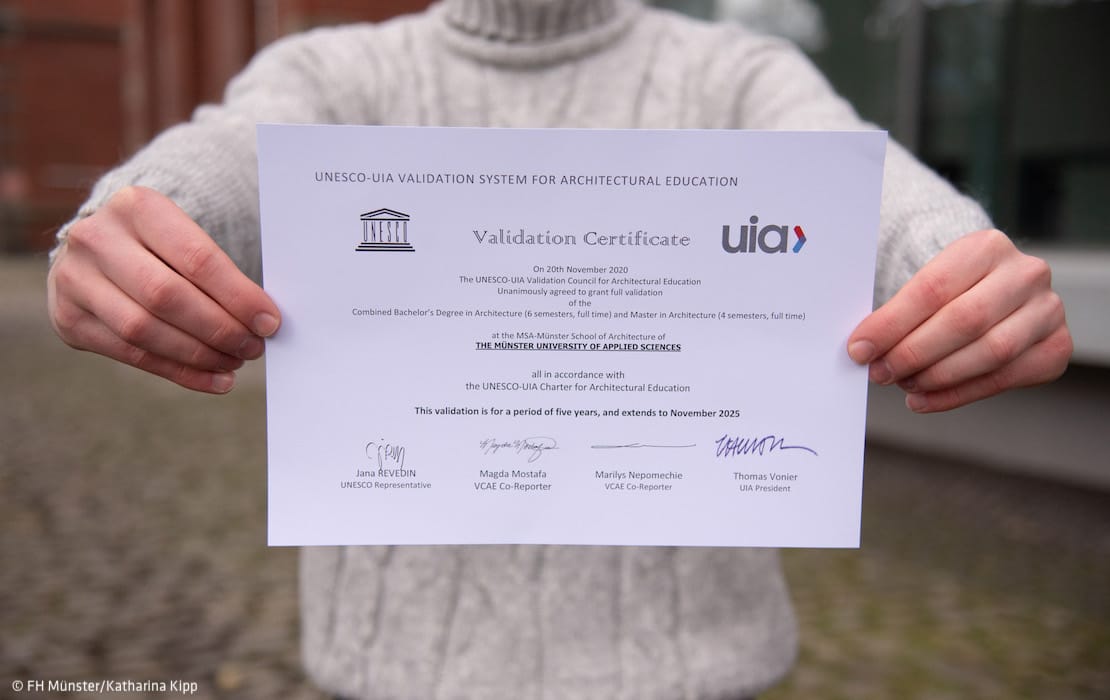 UNESCO-UIA VALIDATION SYSTEM FOR ARCHITECTURAL EDUCATION
UNESCO
Validation Certificate
uia
On 20th November 2020
The UNESCO-UIA Validation Council for Architectural Education
Unanimously agreed to grant full validation
of the
Combined Bachelor's Degree in Architecture (6 semesters, full time) and Master in Architecture (4 semesters, full time)
at the MSA-Münster School of Architecture of
THE MÜNSTER UNIVERSITY OF APPLIED SCIENCES
all in accordance with
the UNESCO-UIA Charter for Architectural Education
This validation is for a period of five years, and extends to November 2025
Jana REVEDIN
UNESCO Representative
Magda Mostafa
VCAE Co-Reporter
Marilys Nepomechie
VCAE Co-Reporter
Thomas Vonier
UIA President
© FH Münster/Katharina Kipp